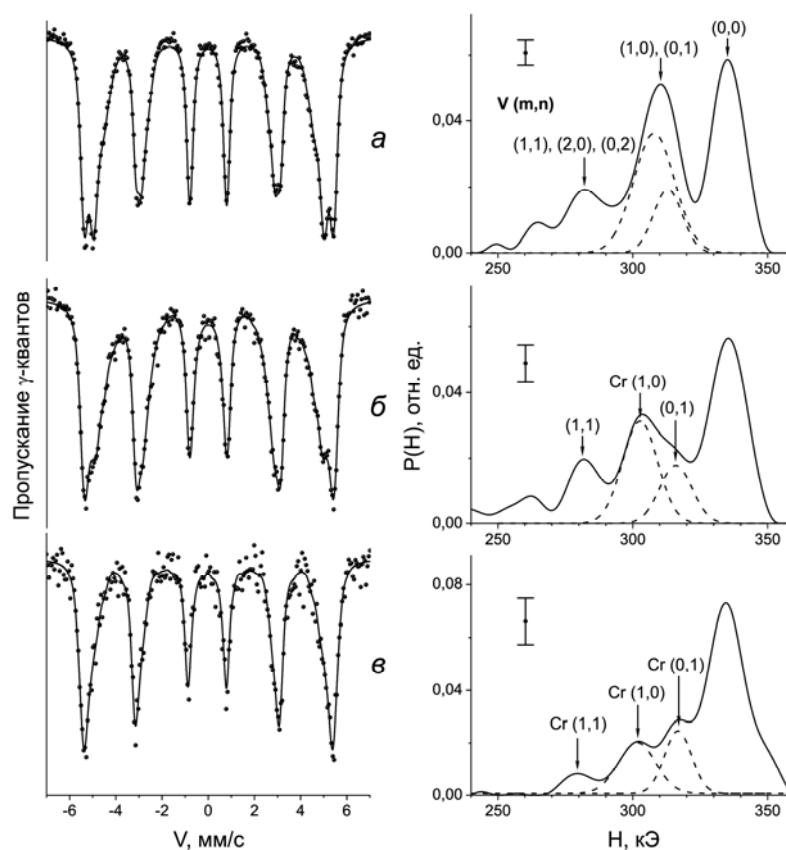 Пропускание γ-квантов
а
б
в
-6 -4 -2 0 2 4 6
V, мм/с
P(H), отн. ед.
(0,0)
(1,0), (0,1)
V (m,n)
(1,1), (2,0), (0,2)
0,04
0,00
250 300 350
Cr (1,0)
(0,1)
(1,1)
0,04
0,00
250 300 350
0,08
Cr (0,1)
Cr (1,0)
Cr (1,1)
0,04
0,00
250 300 350
H, кЭ